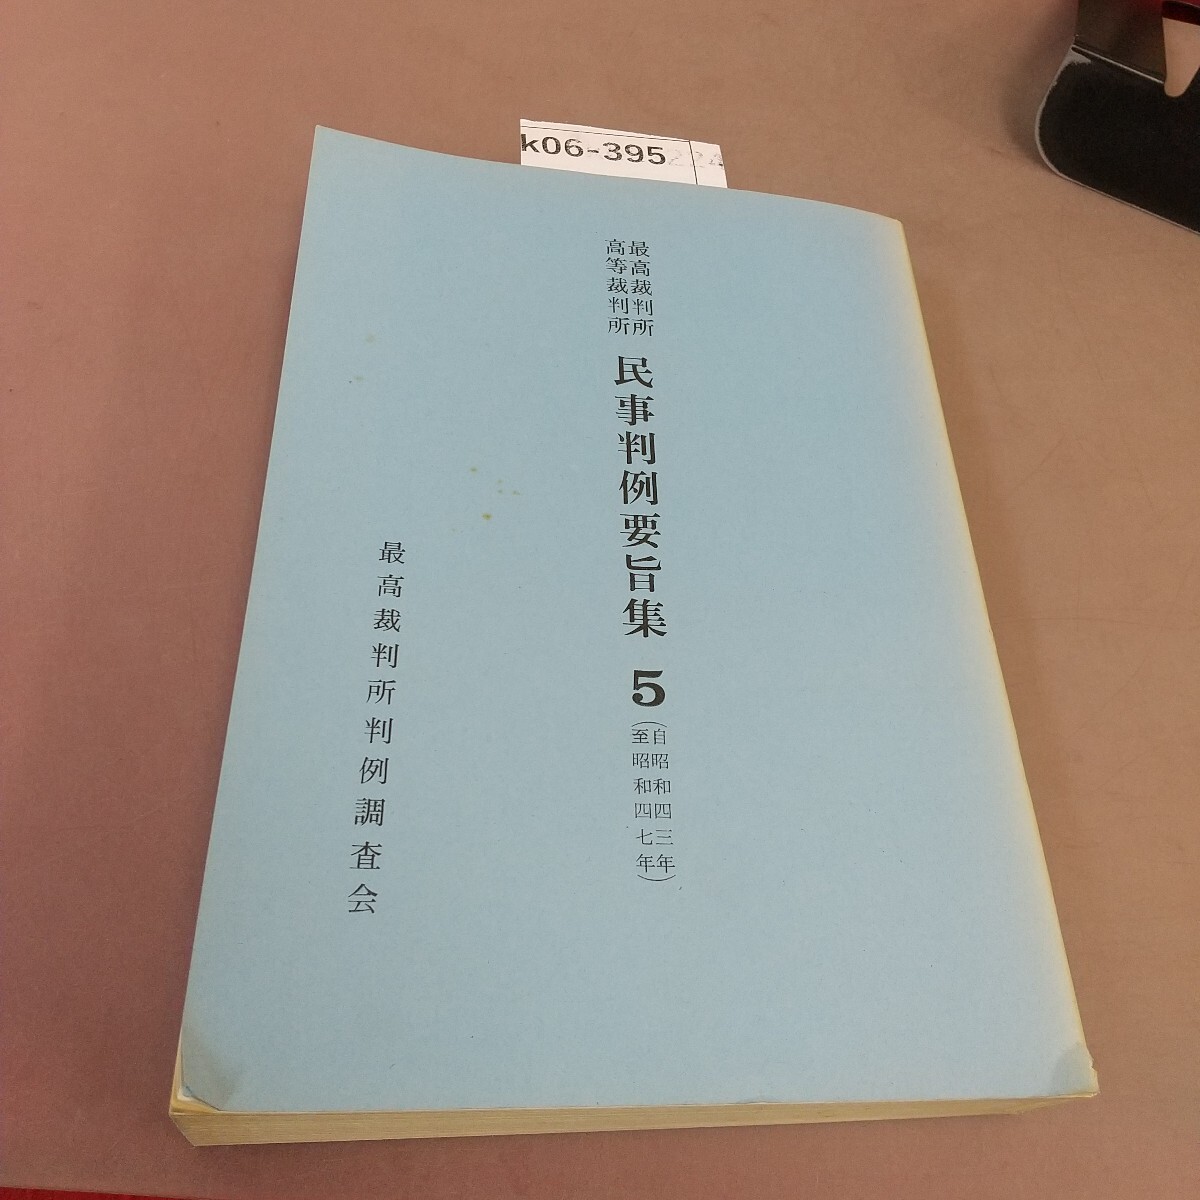 k06-395
最高裁判所
高等裁判所
民事判例要旨集 5
(自昭和四三年
至昭和四七年)
最高裁判所判例調査会